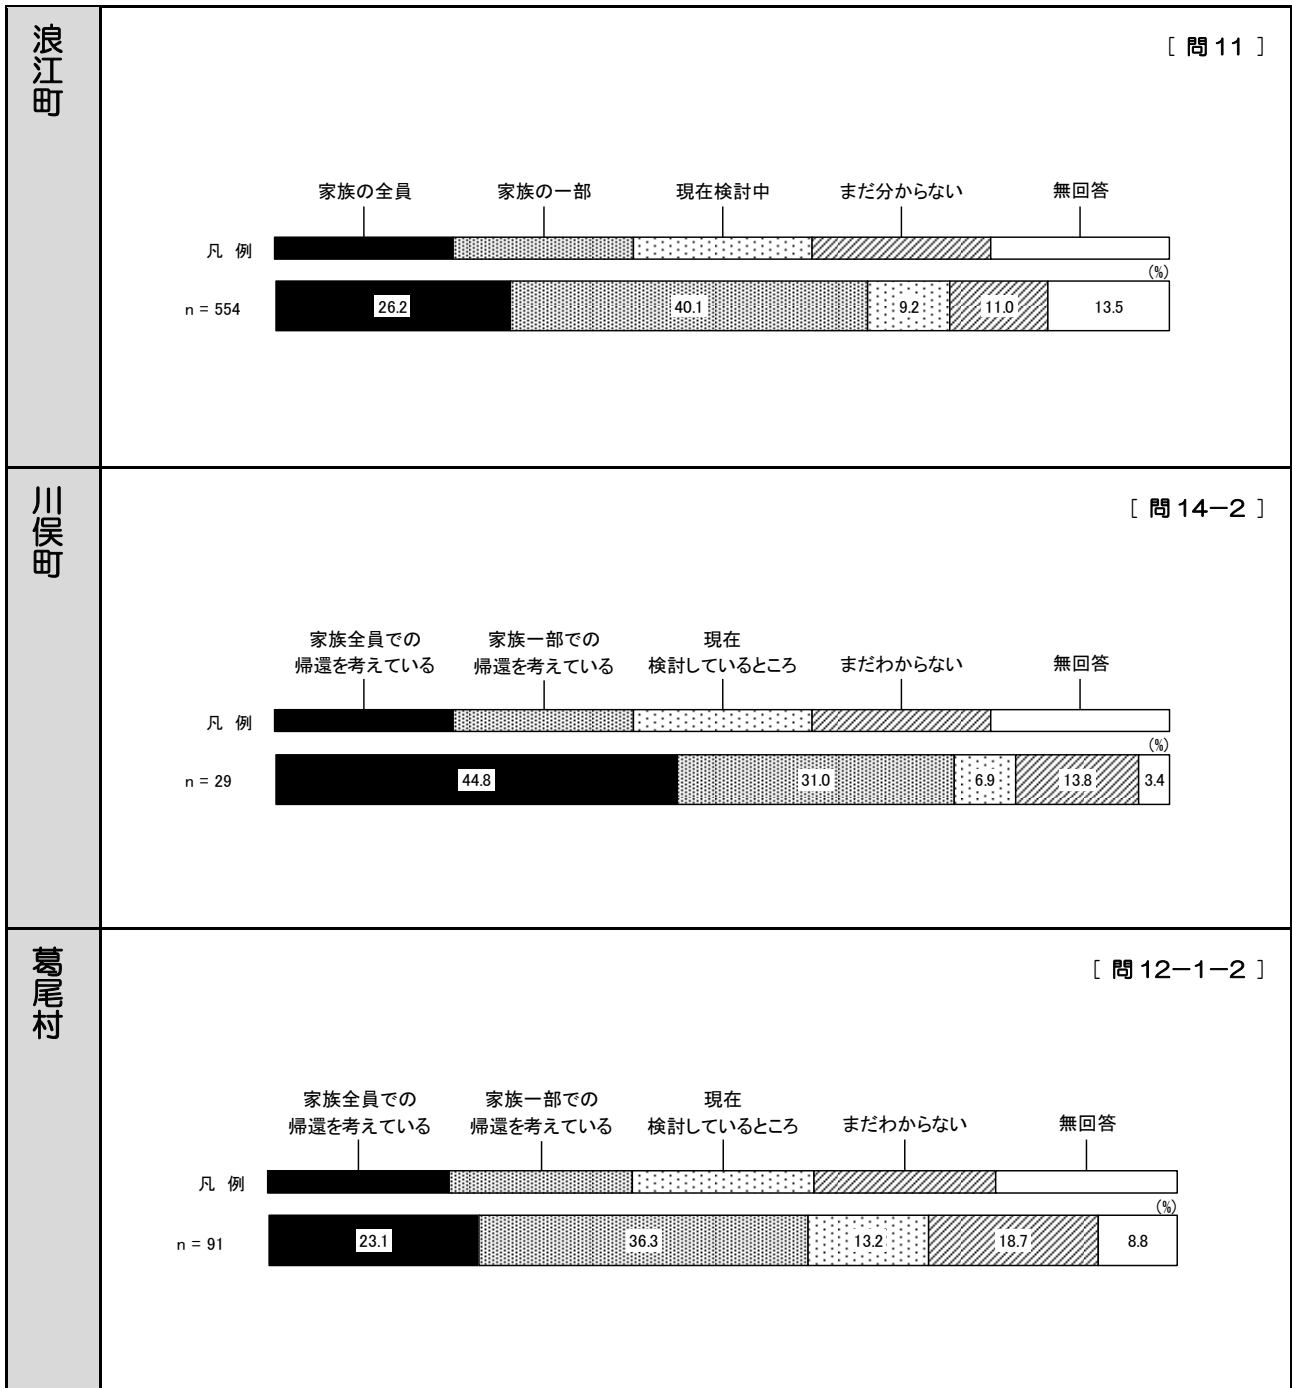 浪江町
［ 問11 ］
家族の全員 家族の一部 現在検討中 まだ分からない 無回答
凡 例
(%)
n = 554 26.2 40.1 9.2 11.0 13.5
川俣町
［ 問14－2 ］
家族全員での 家族一部での 現在
帰還を考えている 帰還を考えている 検討しているところ まだわからない 無回答
凡 例
(%)
n = 29 44.8 31.0 6.9 13.8 3.4
葛尾村
［ 問12－1－2 ］
家族全員での 家族一部での 現在
帰還を考えている 帰還を考えている 検討しているところ まだわからない 無回答
凡 例
(%)
n = 91 23.1 36.3 13.2 18.7 8.8